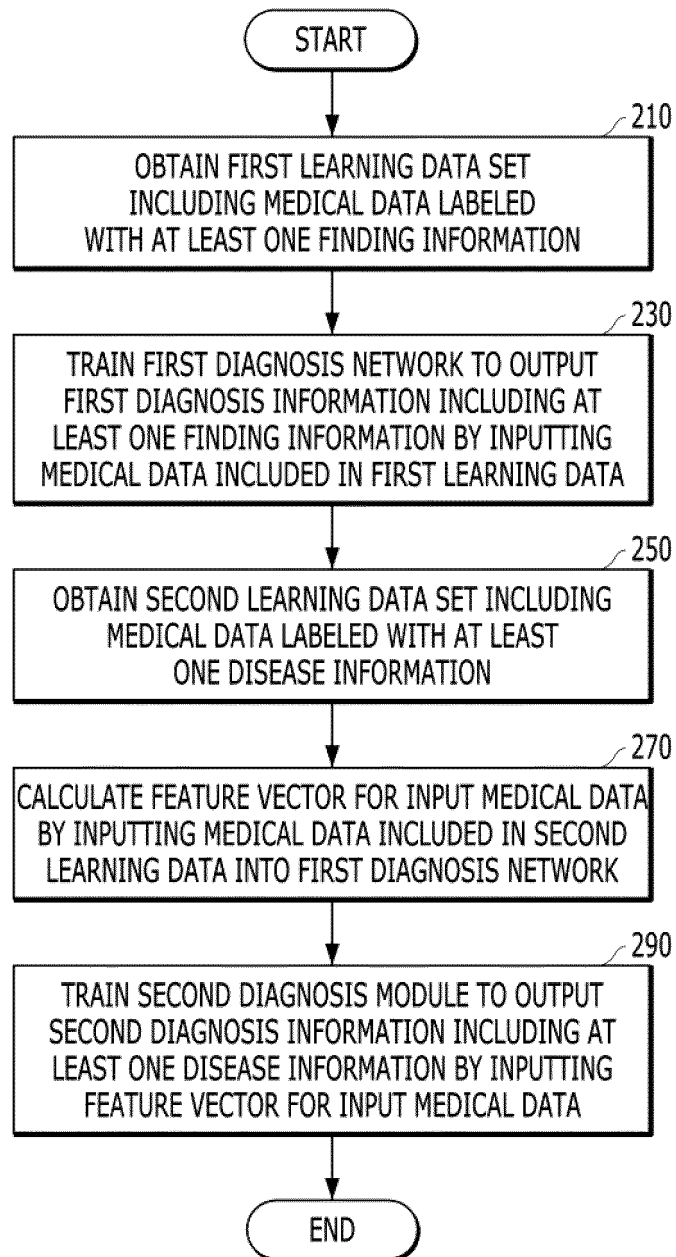 START
210
OBTAIN FIRST LEARNING DATA SET
INCLUDING MEDICAL DATA LABELED
WITH AT LEAST ONE FINDING INFORMATION
230
TRAIN FIRST DIAGNOSIS NETWORK TO OUTPUT
FIRST DIAGNOSIS INFORMATION INCLUDING AT
LEAST ONE FINDING INFORMATION BY INPUTTING
MEDICAL DATA INCLUDED IN FIRST LEARNING DATA
250
OBTAIN SECOND LEARNING DATA SET INCLUDING
MEDICAL DATA LABELED WITH AT LEAST
ONE DISEASE INFORMATION
270
CALCULATE FEATURE VECTOR FOR INPUT MEDICAL DATA
BY INPUTTING MEDICAL DATA INCLUDED IN SECOND
LEARNING DATA INTO FIRST DIAGNOSIS NETWORK
290
TRAIN SECOND DIAGNOSIS MODULE TO OUTPUT
SECOND DIAGNOSIS INFORMATION INCLUDING AT
LEAST ONE DISEASE INFORMATION BY INPUTTING
FEATURE VECTOR FOR INPUT MEDICAL DATA
END